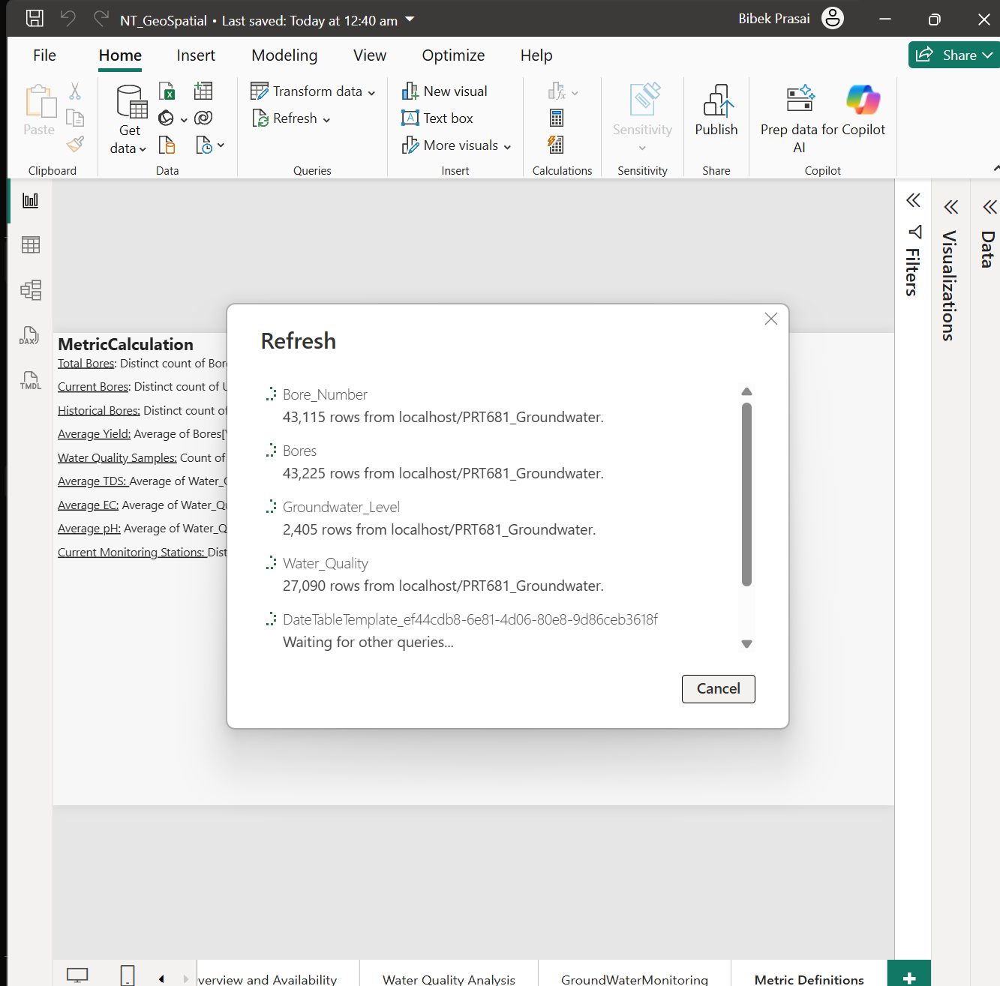 NT_GeoSpatial • Last saved: Today at 12:40 am
Bibek Prasai
File Home Insert Modeling View Optimize Help
Share
Paste
Clipboard
Get
data
Data
Transform data
Refresh
Queries
New visual
Text box
More visuals
Insert
fx
Calculations
Sensitivity
Sensitivity
Publish
Share
Prep data for
AI
Copilot
Copilot
DAX
TMDL
Filters
Visualizations
Data
MetricCalculation
Total Bores: Distinct count of
Current Bores: Distinct count of
Historical Bores: Distinct count of
Average Yield: Average of Bores[
Water Quality Samples: Count of
Average TDS: Average of
Average EC: Average of
Average pH: Average of
Current Monitoring Stations:
Refresh
Bore_Number
43,115 rows from localhost/PRT681_Groundwater.
Bores
43,225 rows from localhost/PRT681_Groundwater.
Groundwater_Level
2,405 rows from localhost/PRT681_Groundwater.
Water_Quality
27,090 rows from localhost/PRT681_Groundwater.
DateTableTemplate_ef44cdb8-6e81-4d06-80e8-9d86ceb3618f
Waiting for other queries...
Cancel
verview and Availability
Water Quality Analysis
GroundWaterMonitoring
Metric Definitions